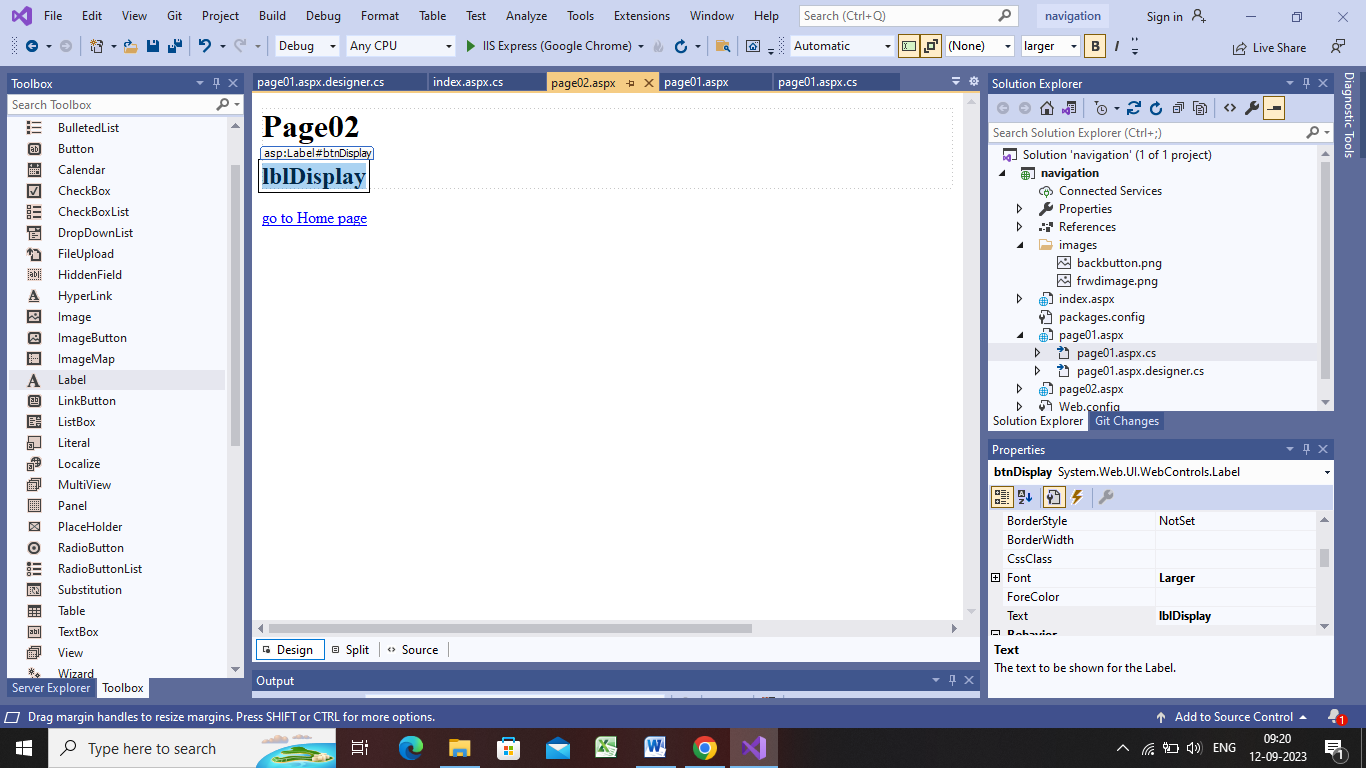 File Edit View Git Project Build Debug Format Table Test Analyze Tools Extensions Window Help Search (Ctrl+Q) navigation Sign in
Debug Any CPU IIS Express (Google Chrome) Automatic (None) larger B I Live Share
Toolbox
Search Toolbox
BulletedList
Button
Calendar
CheckBox
CheckBoxList
DropDownList
FileUpload
HiddenField
HyperLink
Image
ImageButton
ImageMap
Label
LinkButton
ListBox
Literal
Localize
MultiView
Panel
PlaceHolder
RadioButton
RadioButtonList
Substitution
Table
TextBox
View
Wizard
Server Explorer Toolbox
page01.aspx.designer.cs index.aspx.cs page02.aspx page01.aspx page01.aspx.cs
Page02
asp:Label#btnDisplay
lblDisplay
go to Home page
Design Split Source
Output
Solution Explorer
Search Solution Explorer (Ctrl+;)
Solution 'navigation' (1 of 1 project)
navigation
Connected Services
Properties
References
images
backbutton.png
frwdimage.png
index.aspx
packages.config
page01.aspx
page01.aspx.cs
page01.aspx.designer.cs
page02.aspx
Web.config
Solution Explorer Git Changes
Properties
btnDisplay System.Web.UI.WebControls.Label
BorderStyle NotSet
BorderWidth
CssClass
Font Larger
ForeColor
Text lblDisplay
Behavior
Text
The text to be shown for the Label.
Diagnostic Tools
Drag margin handles to resize margins. Press SHIFT or CTRL for more options. Add to Source Control 1
Type here to search ENG 09:20
12-09-2023 1